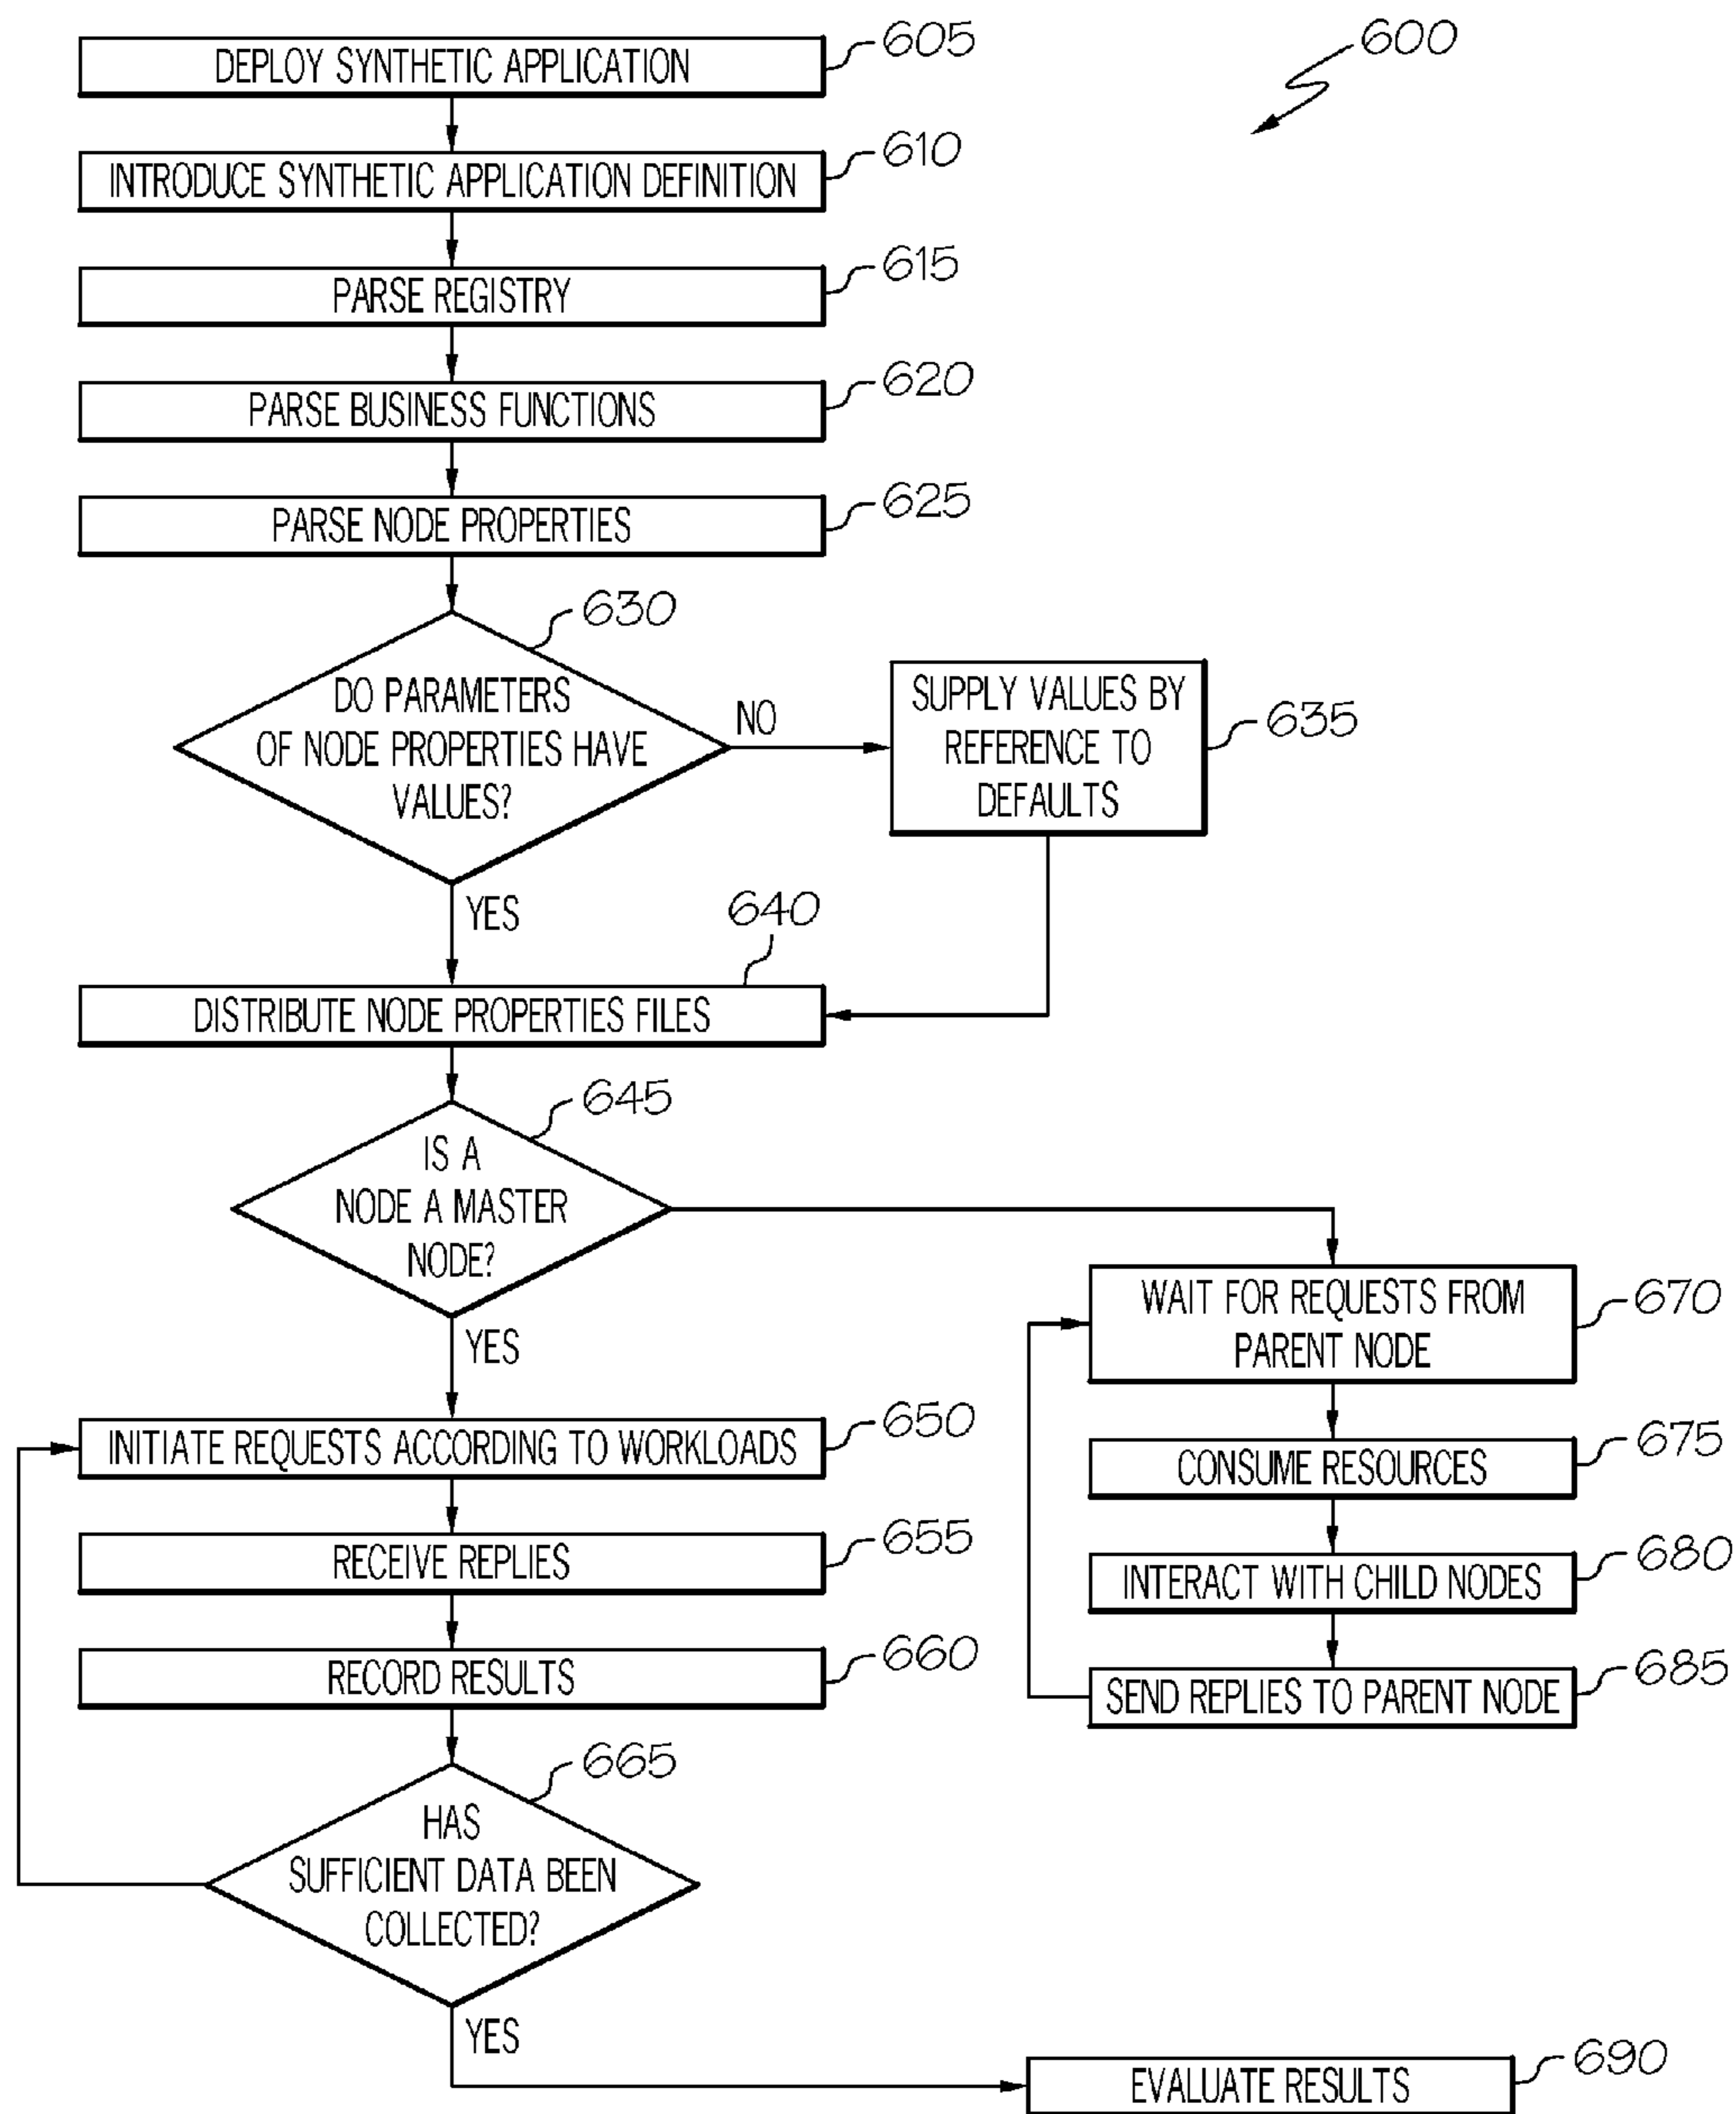 600
DEPLOY SYNTHETIC APPLICATION
605
INTRODUCE SYNTHETIC APPLICATION DEFINITION
610
PARSE REGISTRY
615
PARSE BUSINESS FUNCTIONS
620
PARSE NODE PROPERTIES
625
630
DO PARAMETERS
OF NODE PROPERTIES HAVE
VALUES?
NO
SUPPLY VALUES BY
REFERENCE TO
DEFAULTS
635
YES
640
DISTRIBUTE NODE PROPERTIES FILES
645
IS A
NODE A MASTER
NODE?
YES
INITIATE REQUESTS ACCORDING TO WORKLOADS
650
RECEIVE REPLIES
655
RECORD RESULTS
660
665
HAS
SUFFICIENT DATA BEEN
COLLECTED?
YES
WAIT FOR REQUESTS FROM
PARENT NODE
670
CONSUME RESOURCES
675
INTERACT WITH CHILD NODES
680
SEND REPLIES TO PARENT NODE
685
EVALUATE RESULTS
690